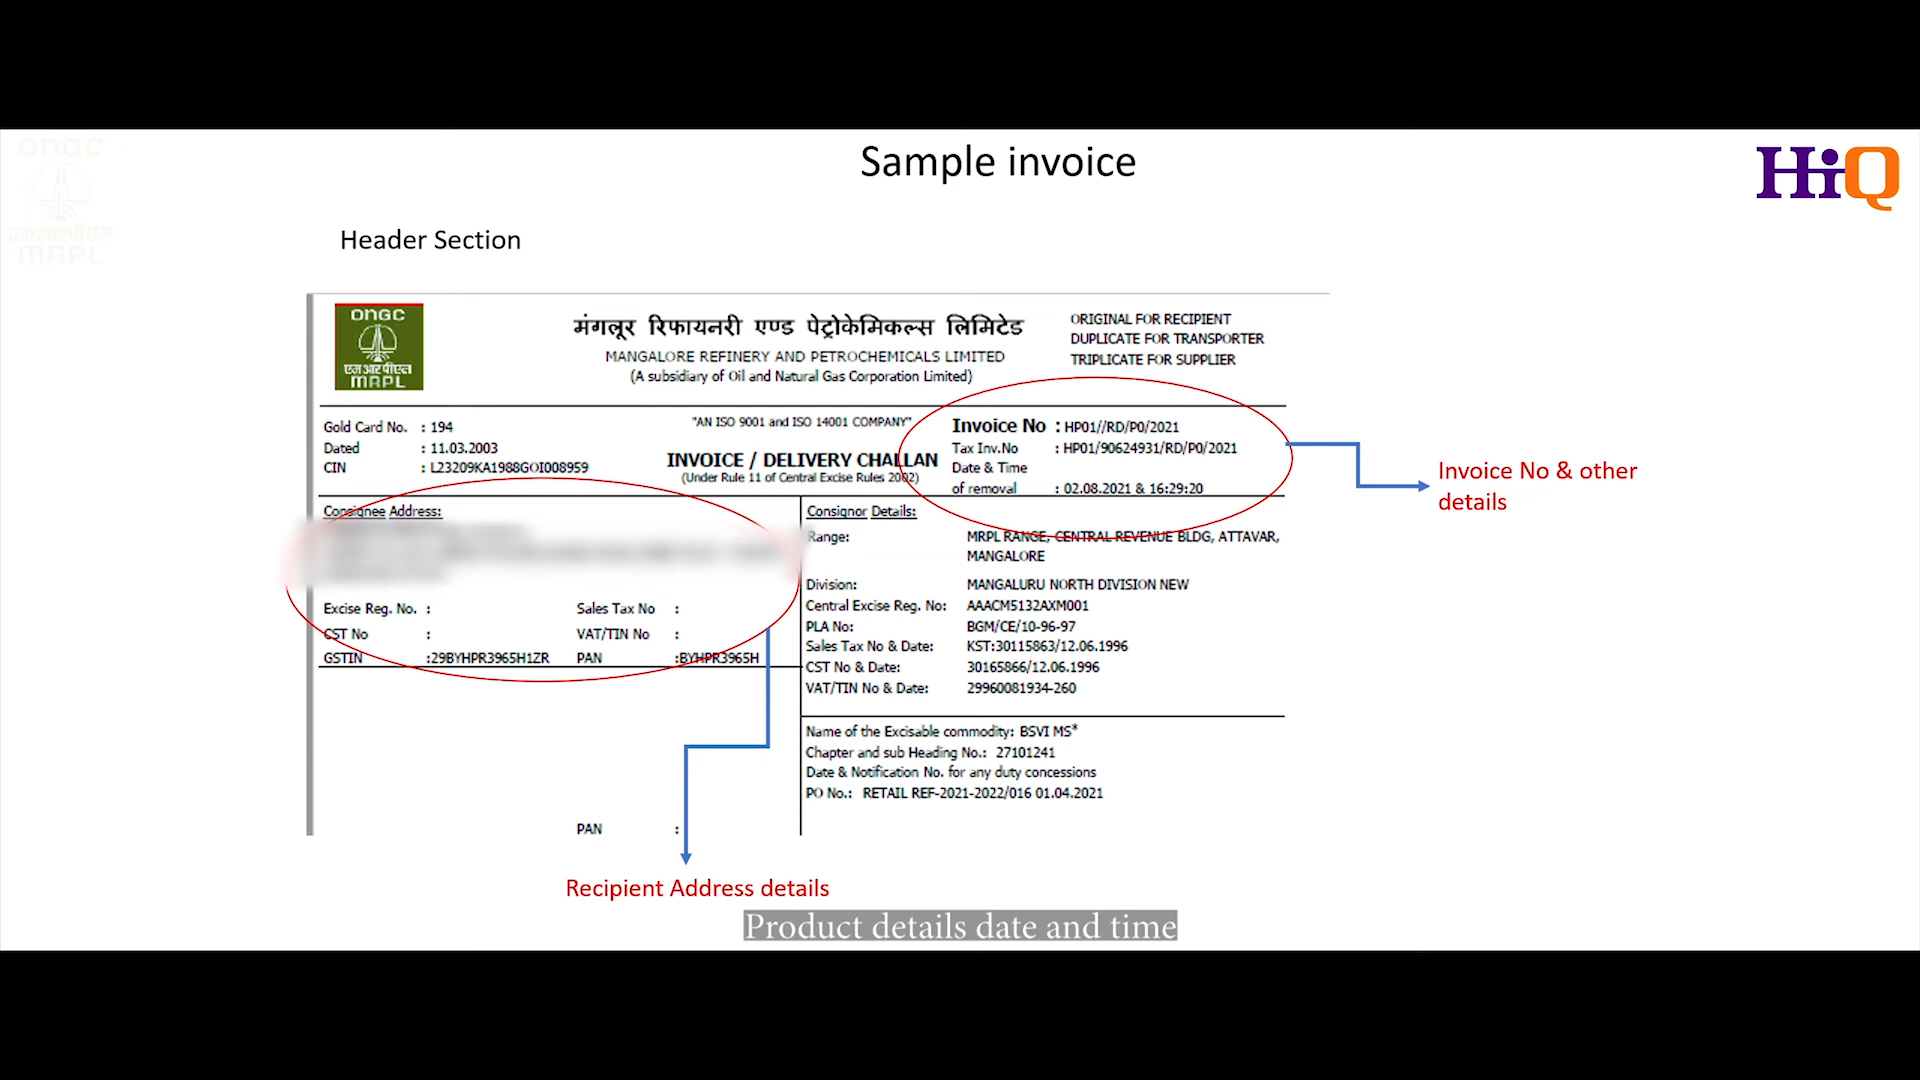 ONGC
एमआरपीएल
MRPL
Sample invoice
HiQ
Header Section
ONGC
एमआरपीएल
MRPL
मंगलूर रिफायनरी एण्ड पेट्रोकेमिकल्स लिमिटेड
MANGALORE REFINERY AND PETROCHEMICALS LIMITED
(A subsidiary of Oil and Natural Gas Corporation Limited)
ORIGINAL FOR RECIPIENT
DUPLICATE FOR TRANSPORTER
TRIPLICATE FOR SUPPLIER
Gold Card No. : 194
Dated : 11.03.2003
CIN : L23209KA1988GOI008959
"AN ISO 9001 and ISO 14001 COMPANY"
INVOICE / DELIVERY CHALLAN
(Under Rule 11 of Central Excise Rules 2002)
Invoice No : HP01//RD/P0/2021
Tax Inv.No : HP01/90624931/RD/P0/2021
Date & Time
of removal : 02.08.2021 & 16:29:20
Invoice No & other
details
Consignee Address:
Excise Reg. No. : Sales Tax No :
CST No : VAT/TIN No :
GSTIN :29BYHPR3965H1ZR PAN :BYHPR3965H
PAN :
Consignor Details:
Range: MRPL RANGE, CENTRAL REVENUE BLDG, ATTAVAR,
MANGALORE
Division: MANGALURU NORTH DIVISION NEW
Central Excise Reg. No: AAACM5132AXM001
PLA No: BGM/CE/10-96-97
Sales Tax No & Date: KST:30115863/12.06.1996
CST No & Date: 30165866/12.06.1996
VAT/TIN No & Date: 29960081934-260
Name of the Excisable commodity: BSVI MS*
Chapter and sub Heading No.: 27101241
Date & Notification No. for any duty concessions
PO No.: RETAIL REF-2021-2022/016 01.04.2021
Recipient Address details
Product details date and time